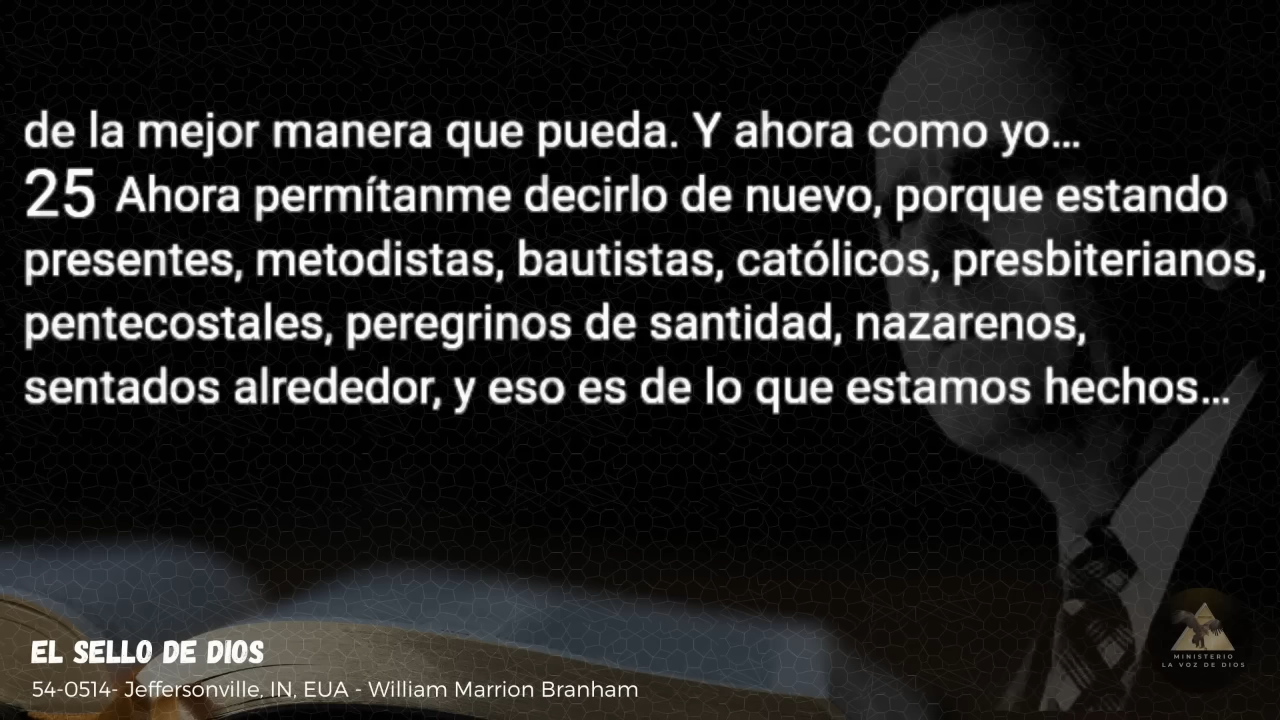 de la mejor manera que pueda. Y ahora como yo...
25 Ahora permítanme decirlo de nuevo, porque estando
presentes, metodistas, bautistas, católicos, presbiterianos,
pentecostales, peregrinos de santidad, nazarenos,
sentados alrededor, y eso es de lo que estamos hechos...
EL SELLO DE DIOS
54-0514- Jeffersonville, IN, EUA - William Marrion Branham
MINISTERIO
LA VOZ DE DIOS